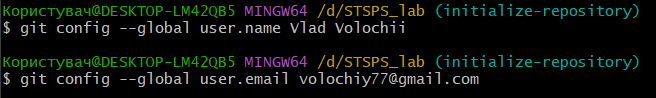 Користувач@DESKTOP-LM42QB5 MINGW64 /d/STSPS_lab (initialize-repository)
$ git config --global user.name Vlad Volochii
Користувач@DESKTOP-LM42QB5 MINGW64 /d/STSPS_lab (initialize-repository)
$ git config --global user.email volochiy77@gmail.com